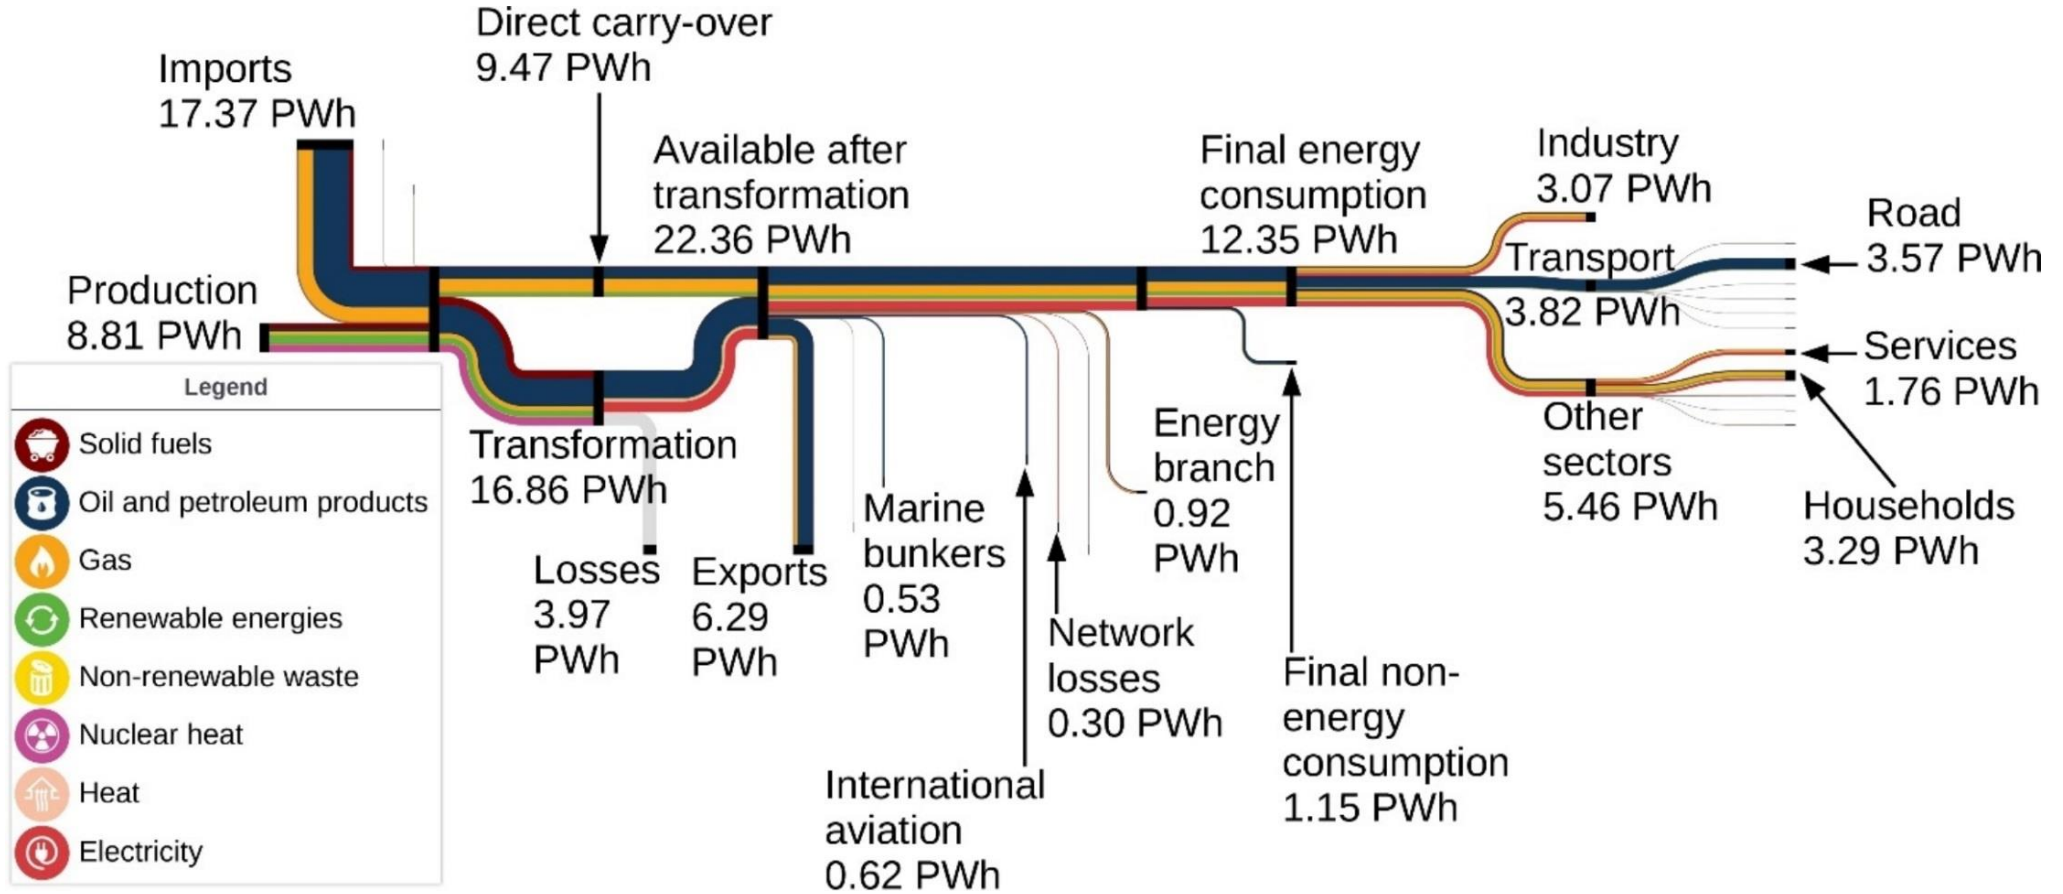 Direct carry-over
9.47 PWh
Imports
17.37 PWh
Available after
transformation
22.36 PWh
Final energy
consumption
12.35 PWh
Industry
3.07 PWh
Road
3.57 PWh
Transport
3.82 PWh
Production
8.81 PWh
Services
1.76 PWh
Households
3.29 PWh
Other
sectors
5.46 PWh
Legend
Solid fuels
Oil and petroleum products
Gas
Renewable energies
Non-renewable waste
Nuclear heat
Heat
Electricity
Transformation
16.86 PWh
Losses
3.97
PWh
Exports
6.29
PWh
Marine
bunkers
0.53
PWh
Energy
branch
0.92
PWh
Network
losses
0.30 PWh
International
aviation
0.62 PWh
Final non-
energy
consumption
1.15 PWh